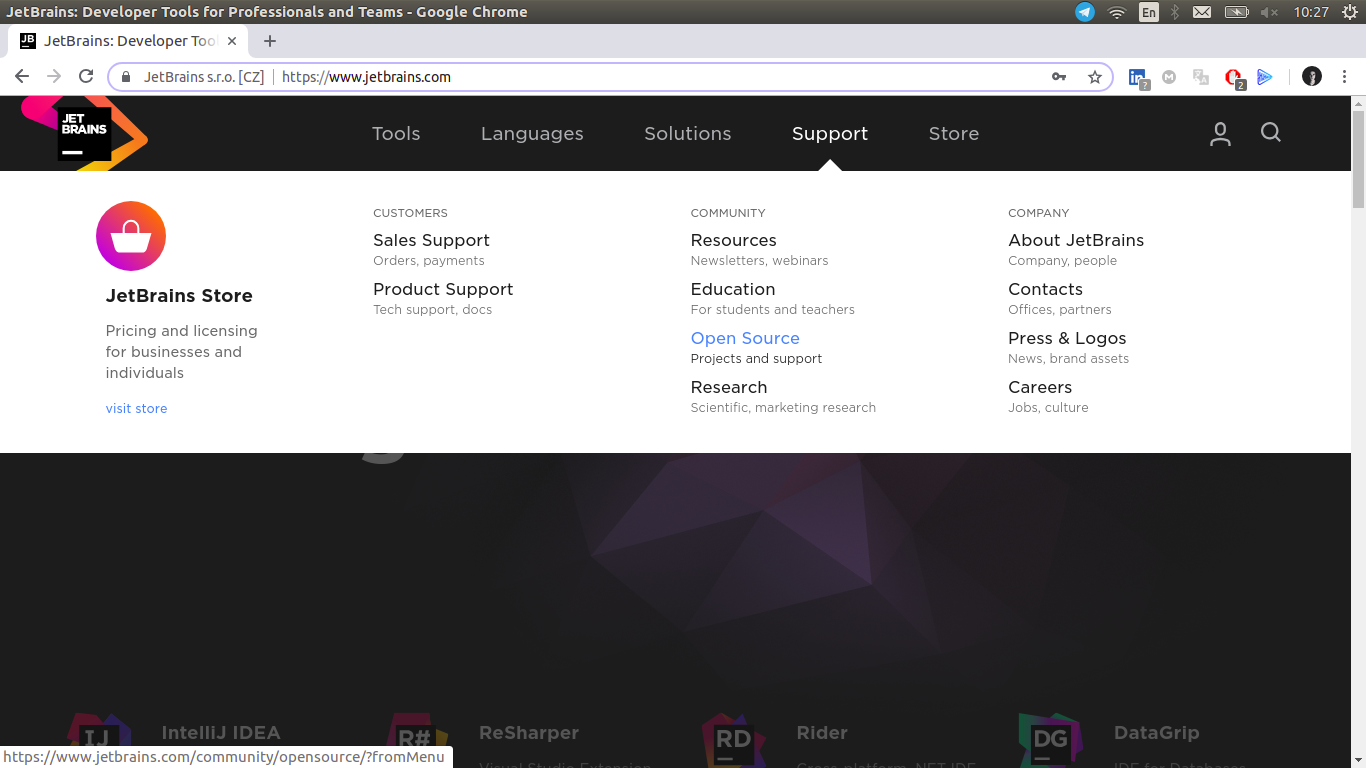 JetBrains: Developer Tools for Professionals and Teams - Google Chrome
En
10:27
JB
JetBrains: Developer Too
JetBrains s.r.o. [CZ]
https://www.jetbrains.com
?
2
JET
BRAINS
Tools
Languages
Solutions
Support
Store
JetBrains Store
Pricing and licensing
for businesses and
individuals
visit store
CUSTOMERS
Sales Support
Orders, payments
Product Support
Tech support, docs
COMMUNITY
Resources
Newsletters, webinars
Education
For students and teachers
Open Source
Projects and support
Research
Scientific, marketing research
COMPANY
About JetBrains
Company, people
Contacts
Offices, partners
Press & Logos
News, brand assets
Careers
Jobs, culture
IJ
IntelliJ IDEA
R#
ReSharper
Visual Studio Extension
RD
Rider
Cross-platform .NET IDE
DG
DataGrip
IDE for Databases
https://www.jetbrains.com/community/opensource/?fromMenu